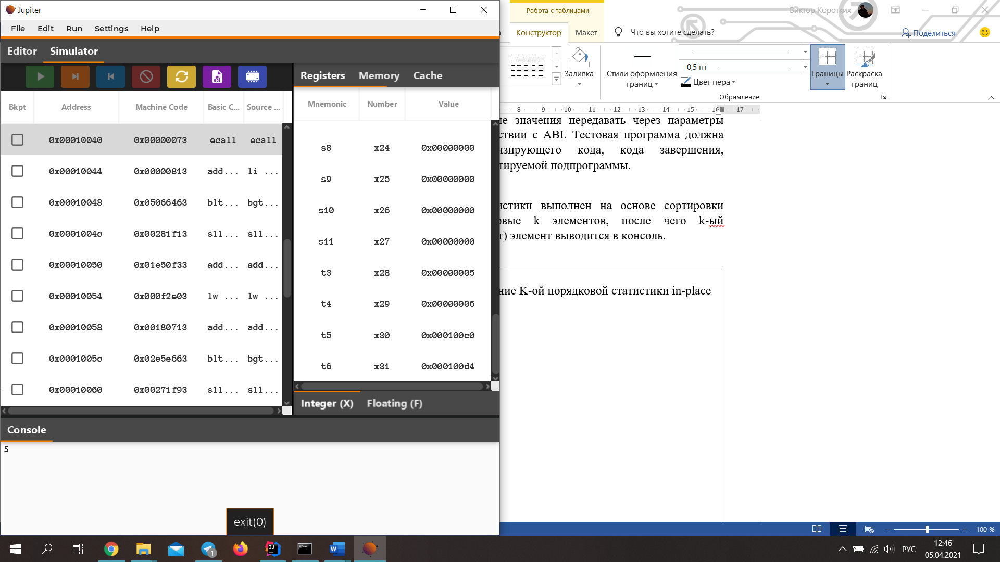 Jupiter
File Edit Run Settings Help
Editor Simulator
Bkpt Address Machine Code Basic C... Source ...
0x00010040 0x00000073 ecall ecall
0x00010044 0x00000813 add... li ...
0x00010048 0x05066463 blt... bgt...
0x0001004c 0x00281f13 sll... sll...
0x00010050 0x01e50f33 add... add...
0x00010054 0x000f2e03 lw ... lw ...
0x00010058 0x00180713 add... add...
0x0001005c 0x02e5e663 blt... bgt...
0x00010060 0x00271f93 sll... sll...
Registers Memory Cache
Mnemonic Number Value
s8 x24 0x00000000
s9 x25 0x00000000
s10 x26 0x00000000
s11 x27 0x00000000
t3 x28 0x00000005
t4 x29 0x00000006
t5 x30 0x000100c0
t6 x31 0x000100d4
Integer (X) Floating (F)
Console
5
exit(0)
Работа с таблицами
Виктор Коротких
Конструктор Макет Что вы хотите сделать? Поделиться
Заливка
Стили оформления границ
0,5 пт
Цвет пера
Границы
Раскраска границ
Обрамление
8 9 10 11 12 13 14 15 16 17
е значения передавать через параметры
ствии с ABI. Тестовая программа должна
изирующего кода, кода завершения,
тируемой подпрограммы.
истики выполнен на основе сортировки
рвые k элементов, после чего k-ый
т) элемент выводится в консоль.
ние K-ой порядковой статистики in-place
100 %
1
РУС
12:46
05.04.2021